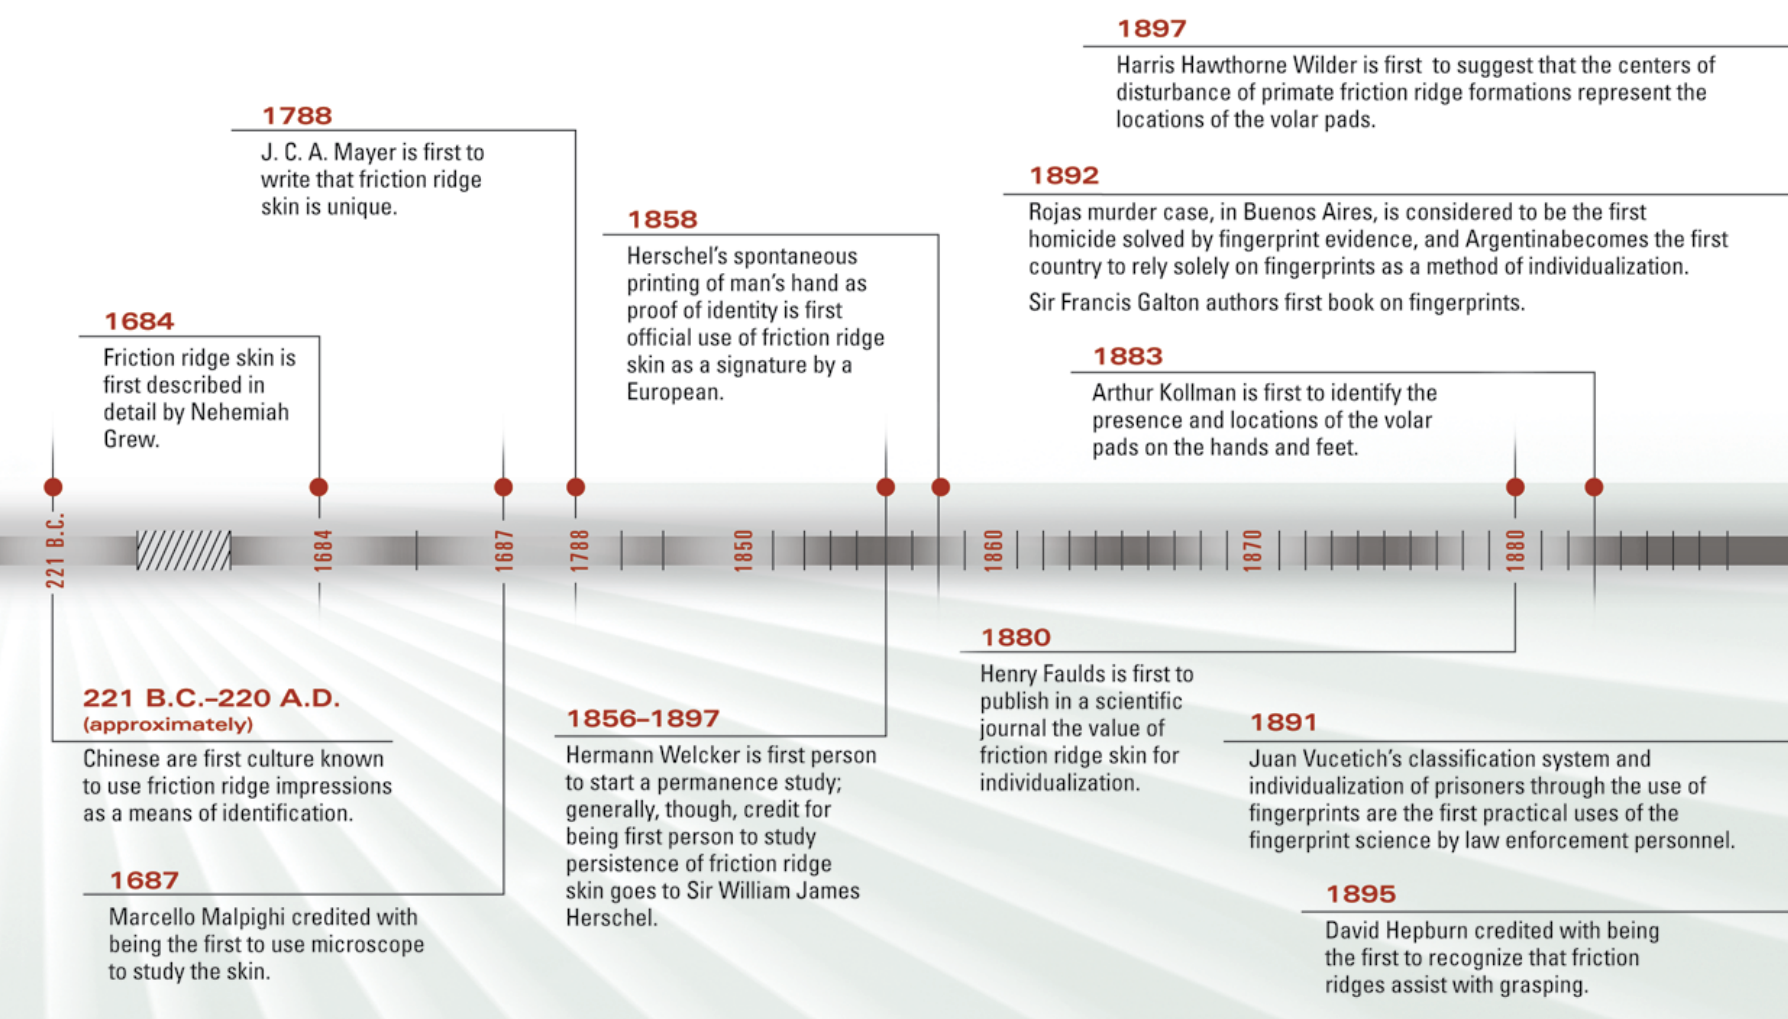 1897
Harris Hawthorne Wilder is first to suggest that the centers of
disturbance of primate friction ridge formations represent the
locations of the volar pads.
1788
J. C. A. Mayer is first to
write that friction ridge
skin is unique.
1892
Rojas murder case, in Buenos Aires, is considered to be the first
homicide solved by fingerprint evidence, and Argentinabecomes the first
country to rely solely on fingerprints as a method of individualization.
Sir Francis Galton authors first book on fingerprints.
1858
Herschel's spontaneous
printing of man's hand as
proof of identity is first
official use of friction ridge
skin as a signature by a
European.
1684
Friction ridge skin is
first described in
detail by Nehemiah
Grew.
1883
Arthur Kollman is first to identify the
presence and locations of the volar
pads on the hands and feet.
221 B.C.
1684
1687
1788
1850
1860
1870
1880
221 B.C.–220 A.D.
(approximately)
Chinese are first culture known
to use friction ridge impressions
as a means of identification.
1687
Marcello Malpighi credited with
being the first to use microscope
to study the skin.
1856–1897
Hermann Welcker is first person
to start a permanence study;
generally, though, credit for
being first person to study
persistence of friction ridge
skin goes to Sir William James
Herschel.
1880
Henry Faulds is first to
publish in a scientific
journal the value of
friction ridge skin for
individualization.
1891
Juan Vucetich's classification system and
individualization of prisoners through the use of
fingerprints are the first practical uses of the
fingerprint science by law enforcement personnel.
1895
David Hepburn credited with being
the first to recognize that friction
ridges assist with grasping.